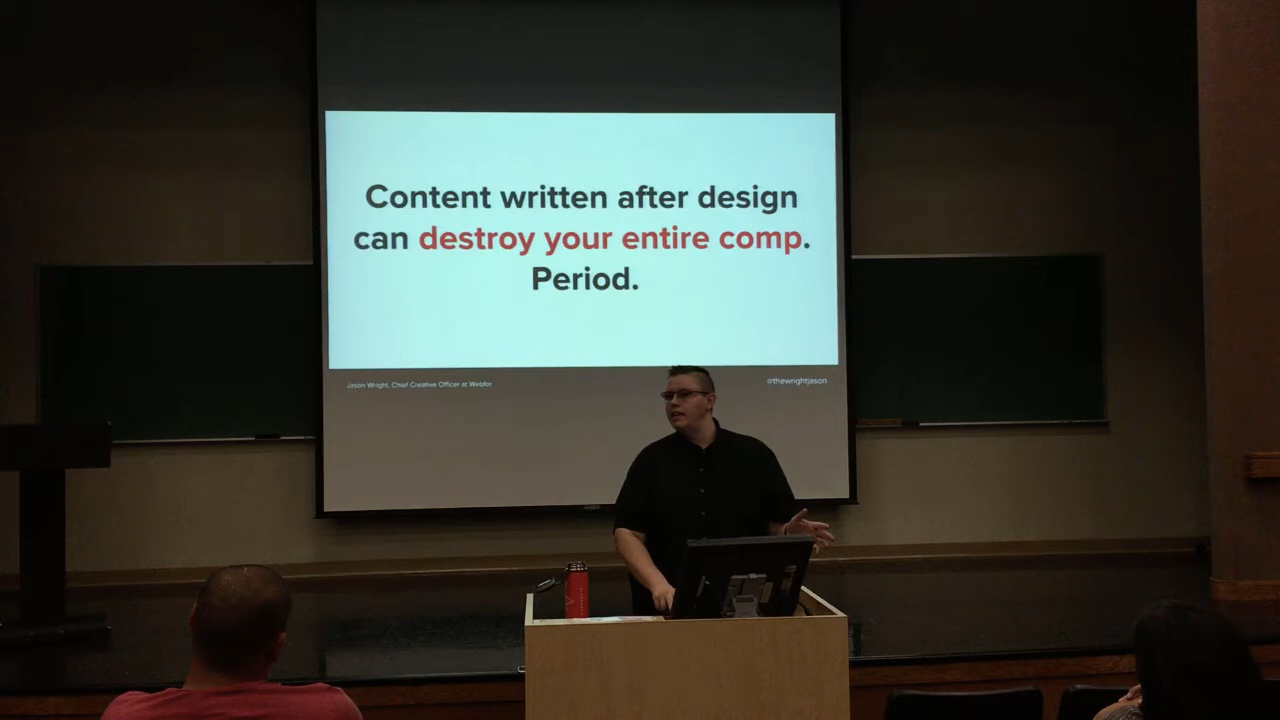 Content written after design
can destroy your entire comp.
Period.
Jason Wright, Chief Creative Officer at Webfor
@thewrightjason